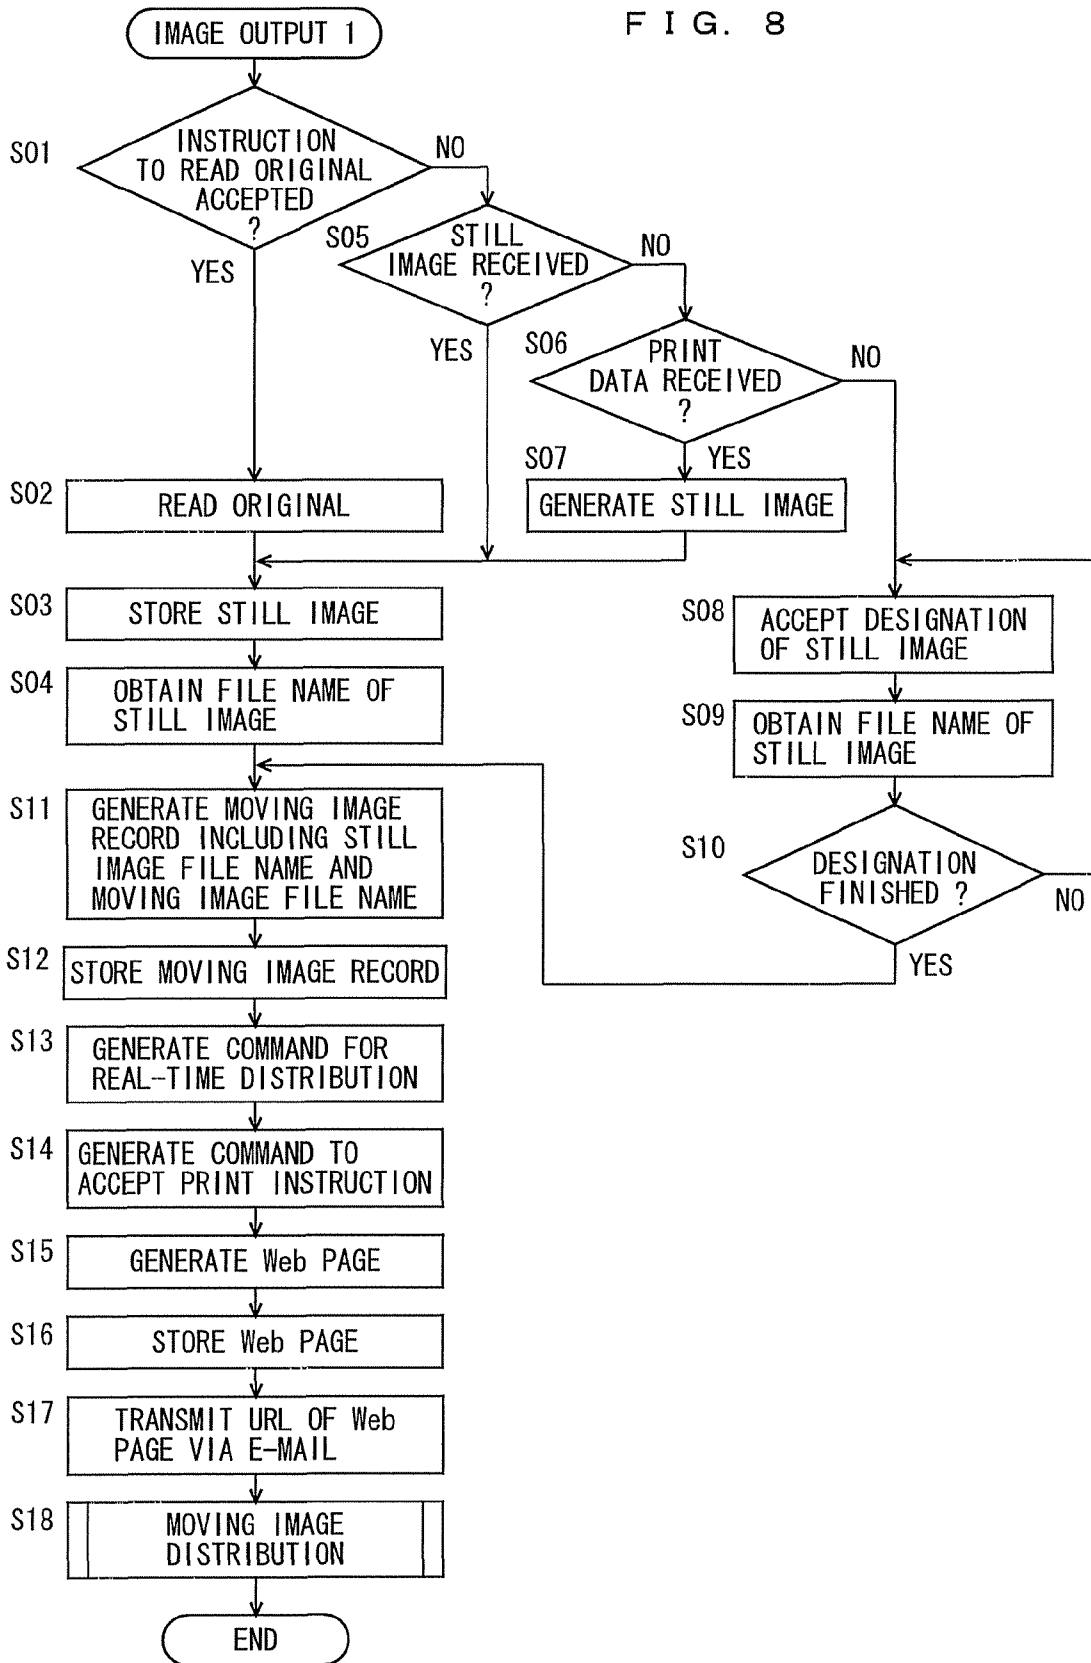 FIG. 8
IMAGE OUTPUT 1
S01
INSTRUCTION
TO READ ORIGINAL
ACCEPTED
?
NO
YES
S05
STILL
IMAGE RECEIVED
?
NO
YES
S06
PRINT
DATA RECEIVED
?
NO
YES
S07
GENERATE STILL IMAGE
S02
READ ORIGINAL
S03
STORE STILL IMAGE
S04
OBTAIN FILE NAME OF
STILL IMAGE
S08
ACCEPT DESIGNATION
OF STILL IMAGE
S09
OBTAIN FILE NAME OF
STILL IMAGE
S10
DESIGNATION
FINISHED ?
NO
YES
S11
GENERATE MOVING IMAGE
RECORD INCLUDING STILL
IMAGE FILE NAME AND
MOVING IMAGE FILE NAME
S12
STORE MOVING IMAGE RECORD
S13
GENERATE COMMAND FOR
REAL-TIME DISTRIBUTION
S14
GENERATE COMMAND TO
ACCEPT PRINT INSTRUCTION
S15
GENERATE Web PAGE
S16
STORE Web PAGE
S17
TRANSMIT URL OF Web
PAGE VIA E-MAIL
S18
MOVING IMAGE
DISTRIBUTION
END